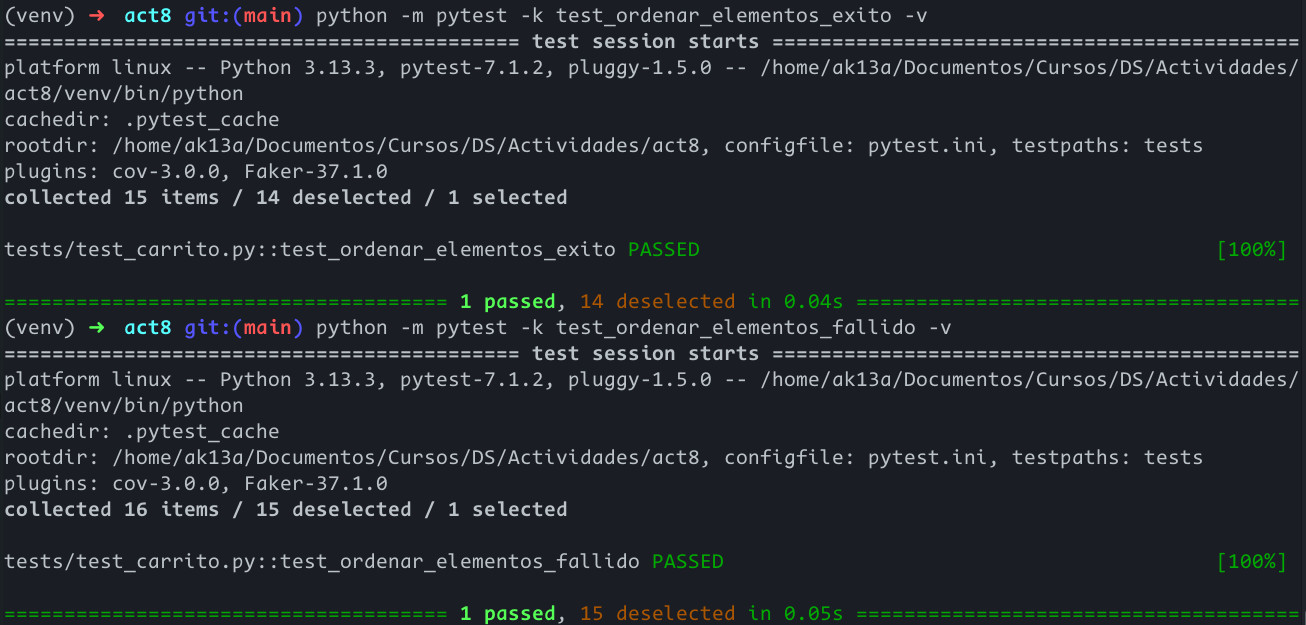 (venv) ➜ act8 git:(main) python -m pytest -k test_ordenar_elementos_exito -v
=========================================== test session starts ============================================
platform linux -- Python 3.13.3, pytest-7.1.2, pluggy-1.5.0 -- /home/ak13a/Documentos/Cursos/DS/Actividades/
act8/venv/bin/python
cachedir: .pytest_cache
rootdir: /home/ak13a/Documentos/Cursos/DS/Actividades/act8, configfile: pytest.ini, testpaths: tests
plugins: cov-3.0.0, Faker-37.1.0
collected 15 items / 14 deselected / 1 selected
tests/test_carrito.py::test_ordenar_elementos_exito PASSED [100%]
===================================== 1 passed, 14 deselected in 0.04s =====================================
(venv) ➜ act8 git:(main) python -m pytest -k test_ordenar_elementos_fallido -v
=========================================== test session starts ============================================
platform linux -- Python 3.13.3, pytest-7.1.2, pluggy-1.5.0 -- /home/ak13a/Documentos/Cursos/DS/Actividades/
act8/venv/bin/python
cachedir: .pytest_cache
rootdir: /home/ak13a/Documentos/Cursos/DS/Actividades/act8, configfile: pytest.ini, testpaths: tests
plugins: cov-3.0.0, Faker-37.1.0
collected 16 items / 15 deselected / 1 selected
tests/test_carrito.py::test_ordenar_elementos_fallido PASSED [100%]
===================================== 1 passed, 15 deselected in 0.05s =====================================